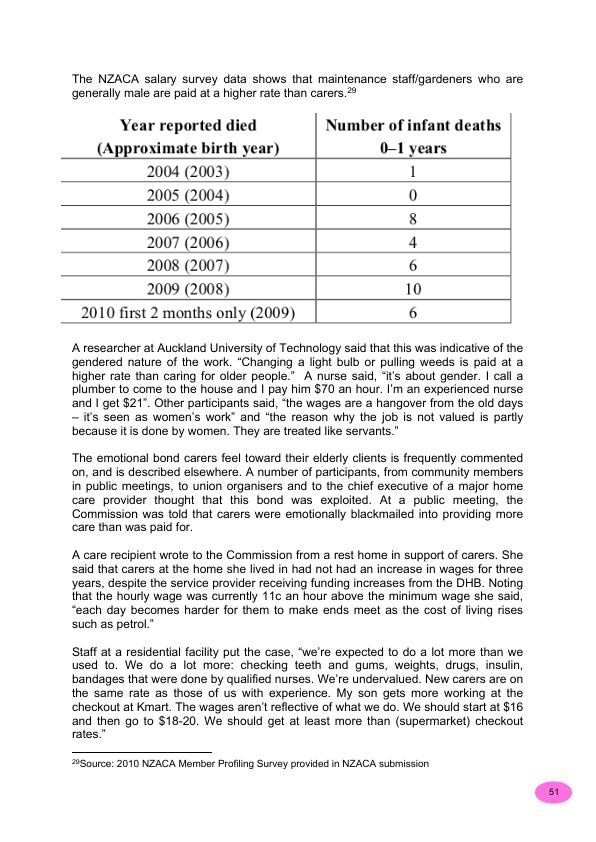 The NZACA salary survey data shows that maintenance staff/gardeners who are
generally male are paid at a higher rate than carers.29
Year reported died
(Approximate birth year)
Number of infant deaths
0–1 years
2004 (2003) 1
2005 (2004) 0
2006 (2005) 8
2007 (2006) 4
2008 (2007) 6
2009 (2008) 10
2010 first 2 months only (2009) 6
A researcher at Auckland University of Technology said that this was indicative of the
gendered nature of the work. “Changing a light bulb or pulling weeds is paid at a
higher rate than caring for older people.” A nurse said, “it’s about gender. I call a
plumber to come to the house and I pay him $70 an hour. I’m an experienced nurse
and I get $21”. Other participants said, “the wages are a hangover from the old days
– it’s seen as women’s work” and “the reason why the job is not valued is partly
because it is done by women. They are treated like servants.”
The emotional bond carers feel toward their elderly clients is frequently commented
on, and is described elsewhere. A number of participants, from community members
in public meetings, to union organisers and to the chief executive of a major home
care provider thought that this bond was exploited. At a public meeting, the
Commission was told that carers were emotionally blackmailed into providing more
care than was paid for.
A care recipient wrote to the Commission from a rest home in support of carers. She
said that carers at the home she lived in had not had an increase in wages for three
years, despite the service provider receiving funding increases from the DHB. Noting
that the hourly wage was currently 11c an hour above the minimum wage she said,
“each day becomes harder for them to make ends meet as the cost of living rises
such as petrol.”
Staff at a residential facility put the case, “we’re expected to do a lot more than we
used to. We do a lot more: checking teeth and gums, weights, drugs, insulin,
bandages that were done by qualified nurses. We’re undervalued. New carers are on
the same rate as those of us with experience. My son gets more working at the
checkout at Kmart. The wages aren’t reflective of what we do. We should start at $16
and then go to $18-20. We should get at least more than (supermarket) checkout
rates.”
29Source: 2010 NZACA Member Profiling Survey provided in NZACA submission
51